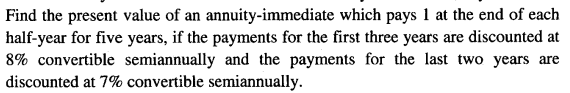 Find the present value of an annuity-immediate which pays 1 at the end of each
half-year for five years, if the payments for the first three years are discounted at
8% convertible semiannually and the payments for the last two years are
discounted at 7% convertible semiannually.